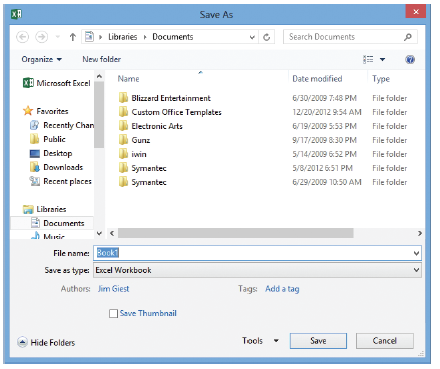 Save As
Libraries Documents Search Documents
Organize New folder
Microsoft Excel Name Date modified Type
Favorites Blizzard Entertainment 6/30/2009 7:48 PM File folder
Recently Chan Custom Office Templates 12/20/2012 9:54 AM File folder
Public Electronic Arts 6/19/2009 5:53 PM File folder
Desktop Gunz 9/17/2009 8:30 PM File folder
Downloads iwin 5/14/2009 6:52 PM File folder
Recent places Symantec 5/8/2012 6:51 PM File folder
Symantec 6/29/2009 10:50 AM File folder
Libraries
Documents
Music
File name: Book1
Save as type: Excel Workbook
Authors: Jim Giest Tags: Add a tag
Save Thumbnail
Hide Folders Tools Save Cancel